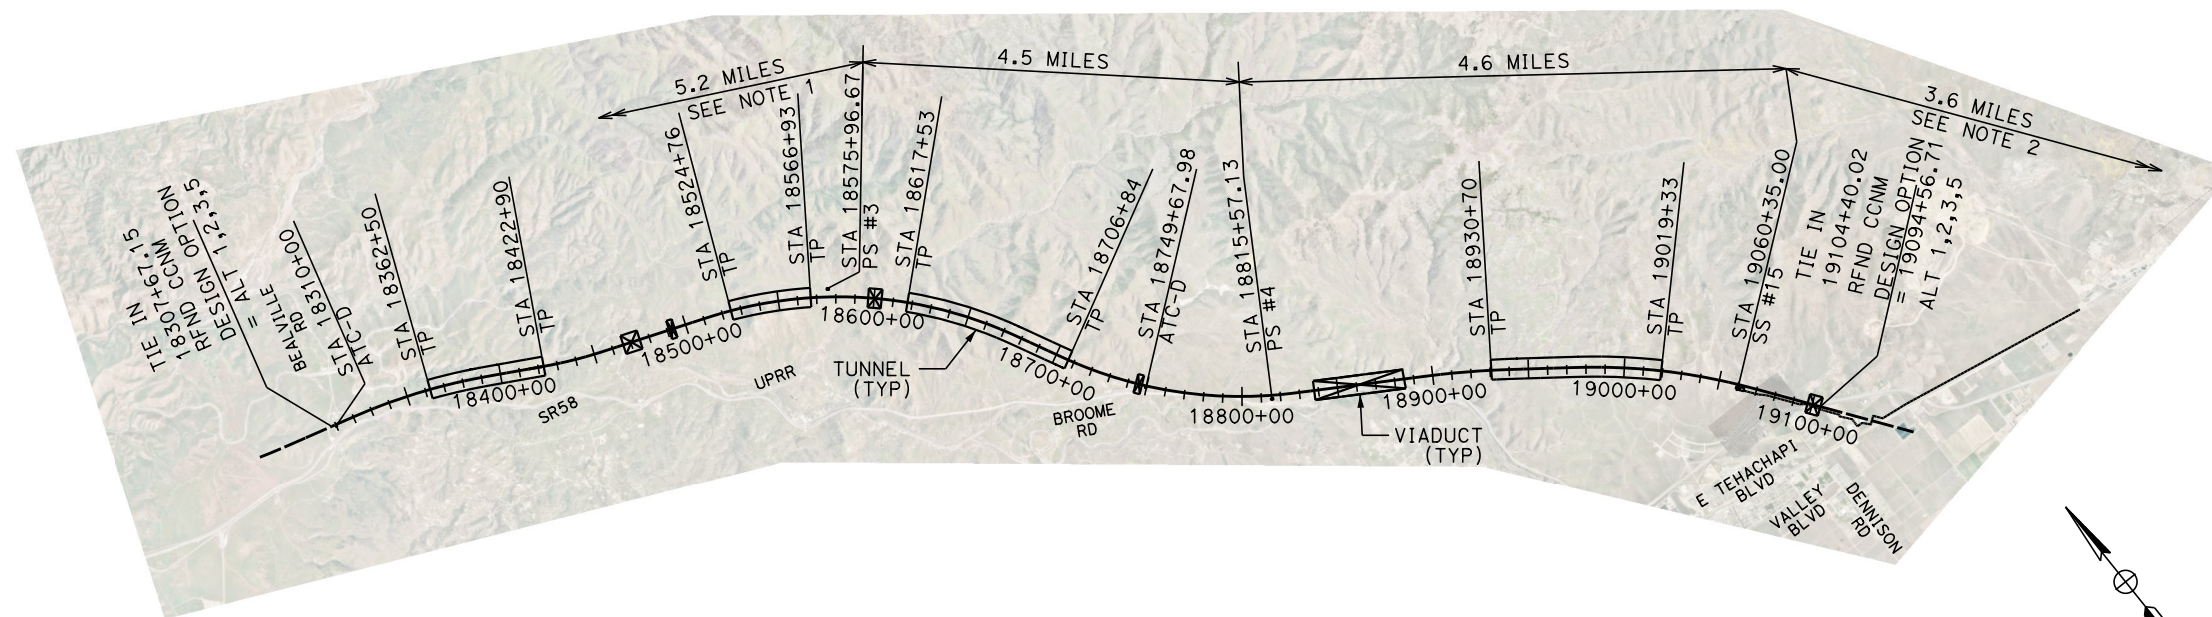 5.2 MILES
SEE NOTE 1
4.5 MILES
4.6 MILES
3.6 MILES
SEE NOTE 2
TIE IN
18307+67.15
RFND CCNM
DESIGN OPTION
= ALT 1,2,3,5
BEALVILLE
RD
STA 18310+00
ATC-D
STA 18362+50
TP
STA 18422+90
TP
STA 18524+76
TP
STA 18566+93
TP
STA 18575+96.67
PS #3
STA 18617+53
TP
STA 18706+84
TP
STA 18749+67.98
ATC-D
STA 18815+57.13
PS #4
STA 18930+70
TP
STA 19019+33
TP
STA 19060+35.00
SS #15
TIE IN
19104+40.02
RFND CCNM
DESIGN OPTION
= 19094+56.71
ALT 1,2,3,5
18400+00
18500+00
18600+00
18700+00
18800+00
18900+00
19000+00
19100+00
SR58
UPRR
TUNNEL
(TYP)
BROOME
RD
VIADUCT
(TYP)
E TEHACHAPI
BLVD
VALLEY
BLVD
DENNISON
RD